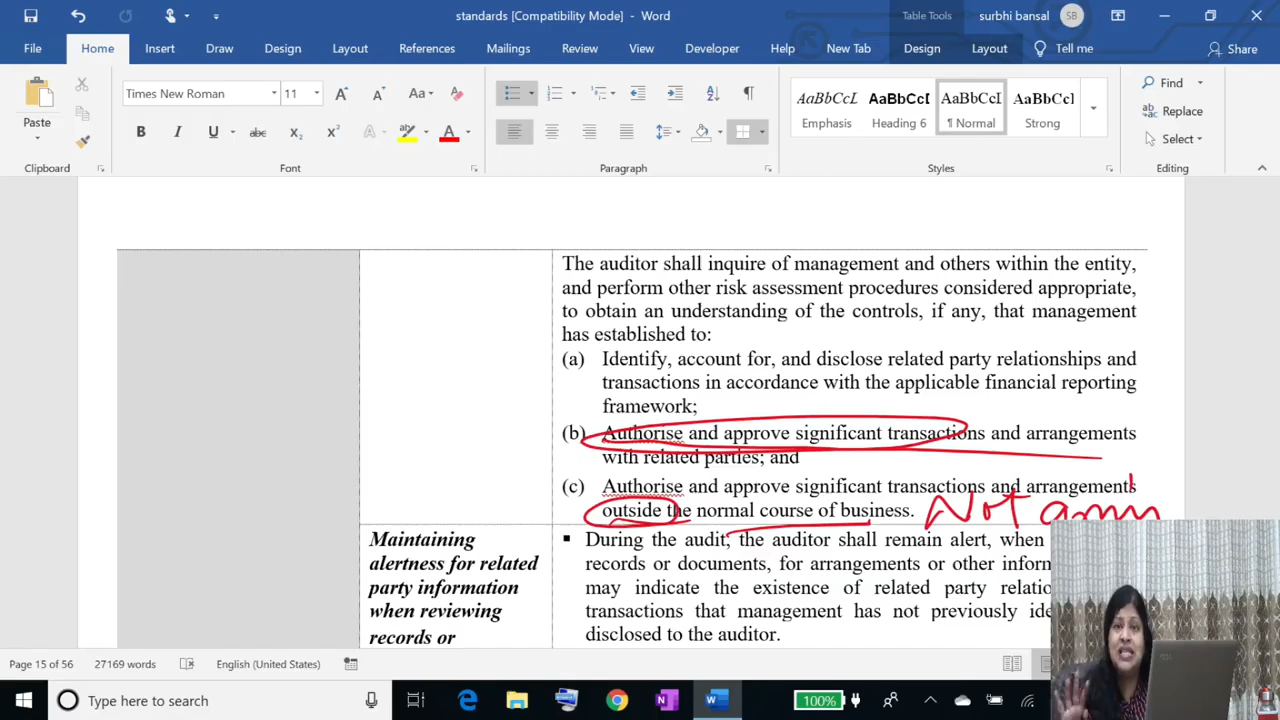 standards [Compatibility Mode] - Word
Table Tools
surbhi bansal
SB
File
Home
Insert
Draw
Design
Layout
References
Mailings
Review
View
Developer
Help
New Tab
Design
Layout
Tell me
Share
Paste
Times New Roman
11
AaBbCcI
Emphasis
AaBbCc
Heading 6
AaBbCcI
¶ Normal
AaBbCcI
Strong
Find
Replace
Select
Clipboard
Font
Paragraph
Styles
Editing
The auditor shall inquire of management and others within the entity,
and perform other risk assessment procedures considered appropriate,
to obtain an understanding of the controls, if any, that management
has established to:
(a) Identify, account for, and disclose related party relationships and
transactions in accordance with the applicable financial reporting
framework;
(b) Authorise and approve significant transactions and arrangements
with related parties; and
(c) Authorise and approve significant transactions and arrangements
outside the normal course of business.
Not
Maintaining
alertness for related
party information
when reviewing
records or
▪ During the audit, the auditor shall remain alert, when
records or documents, for arrangements or other inform
may indicate the existence of related party relatio
transactions that management has not previously ide
disclosed to the auditor.
Page 15 of 56
27169 words
English (United States)
Type here to search
100%